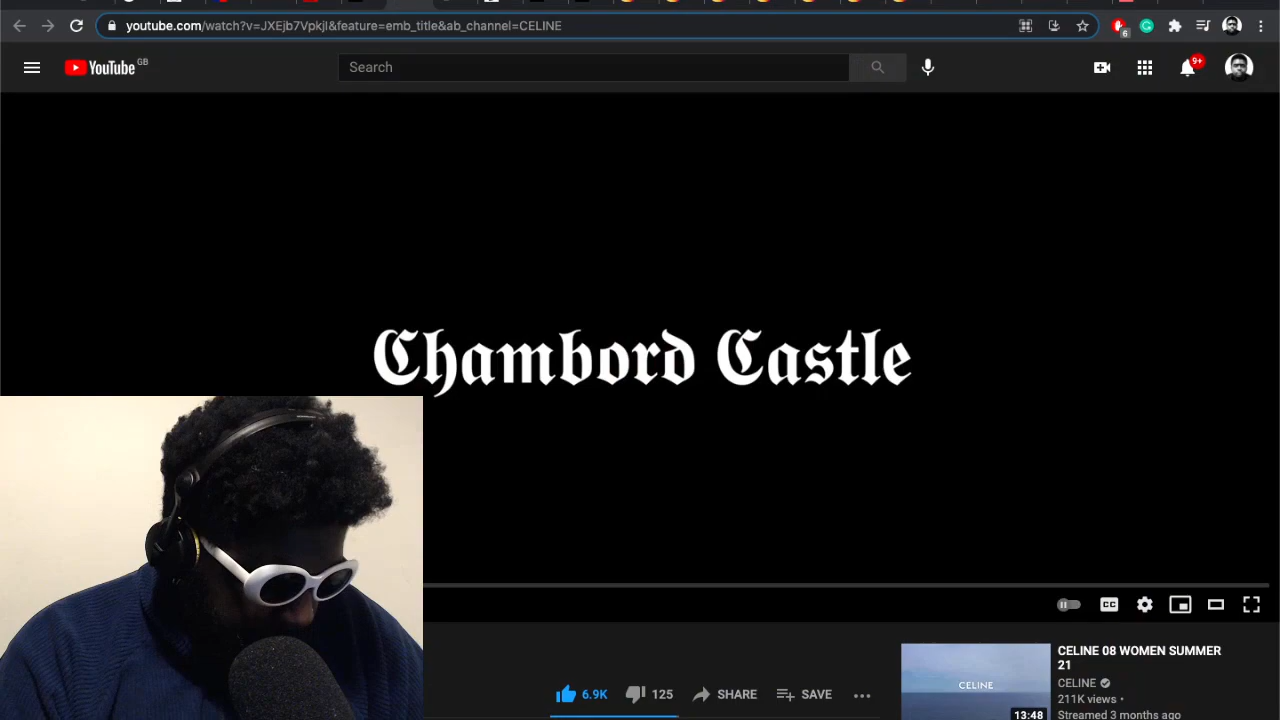 youtube.com/watch?v=JXEjb7VpkjI&feature=emb_title&ab_channel=CELINE
6
YouTube GB
Search
9+
Chambord Castle
CC
6.9K
125
SHARE
SAVE
CELINE
13:48
CELINE 08 WOMEN SUMMER
21
CELINE
211K views •
Streamed 3 months ago